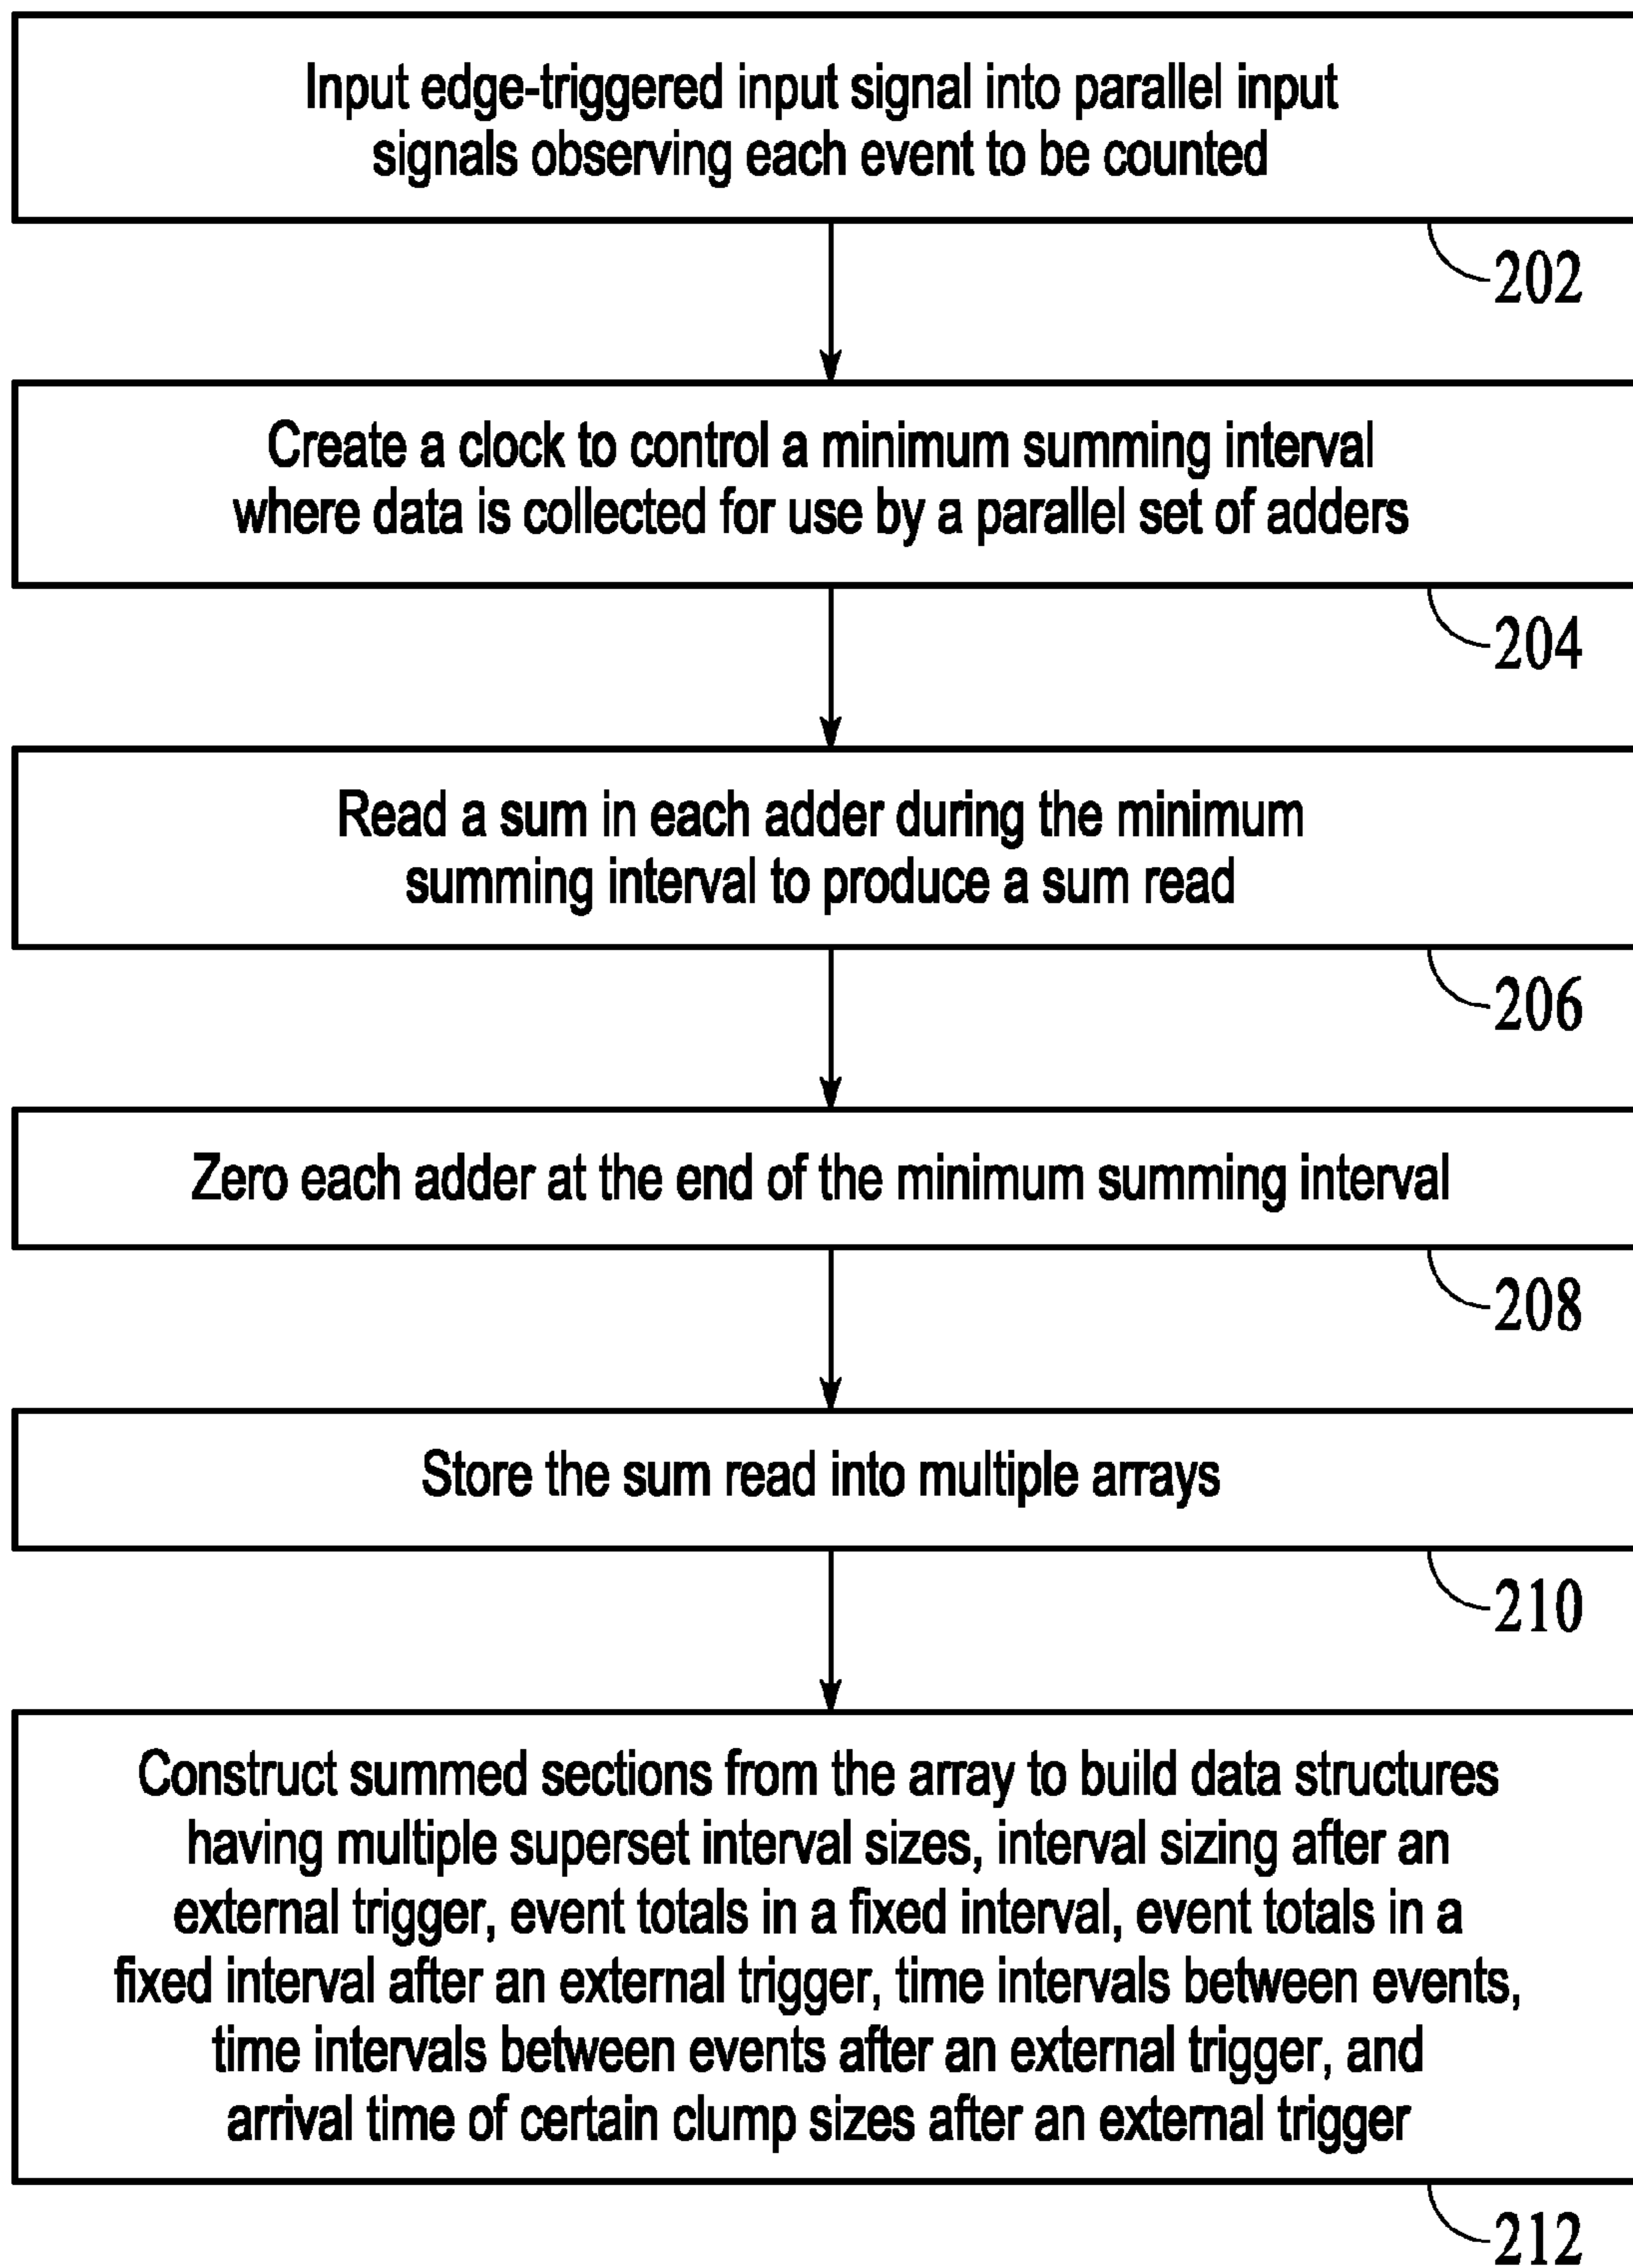 Input edge-triggered input signal into parallel input
signals observing each event to be counted
202
Create a clock to control a minimum summing interval
where data is collected for use by a parallel set of adders
204
Read a sum in each adder during the minimum
summing interval to produce a sum read
206
Zero each adder at the end of the minimum summing interval
208
Store the sum read into multiple arrays
210
Construct summed sections from the array to build data structures
having multiple superset interval sizes, interval sizing after an
external trigger, event totals in a fixed interval, event totals in a
fixed interval after an external trigger, time intervals between events,
time intervals between events after an external trigger, and
arrival time of certain clump sizes after an external trigger
212